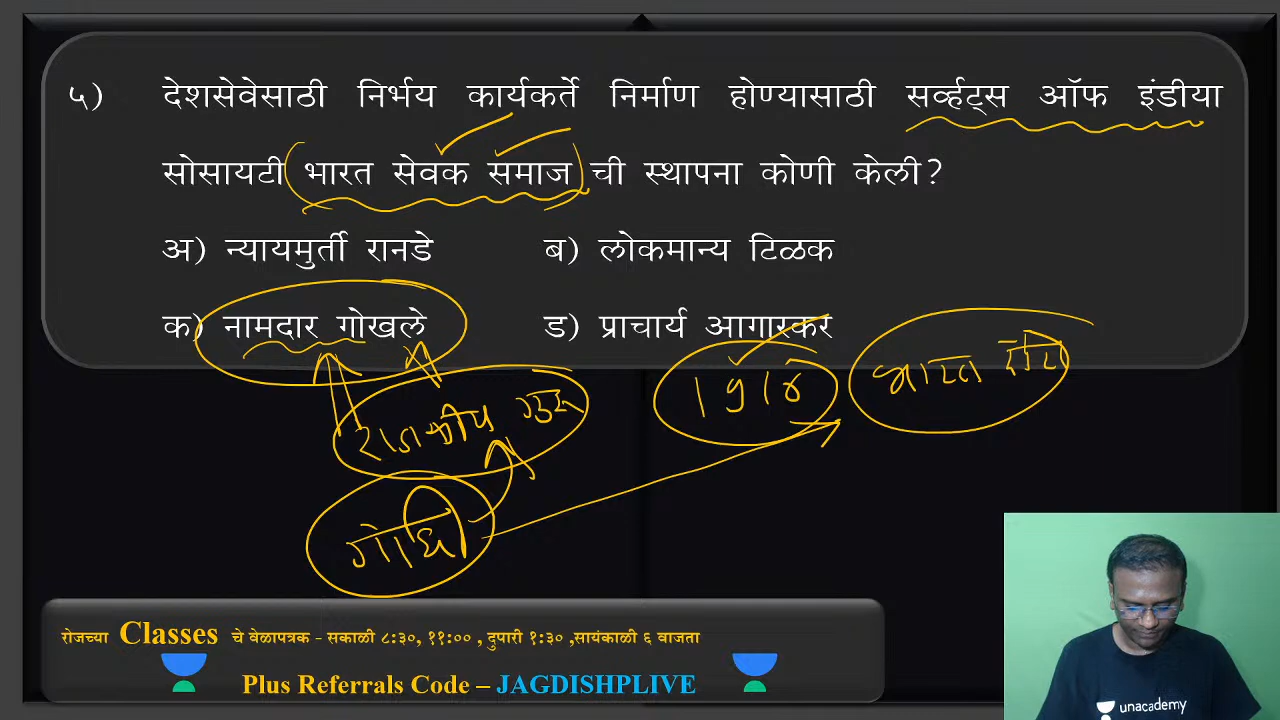 ५) देशसेवेसाठी निर्भय कार्यकर्ते निर्माण होण्यासाठी सर्व्हट्स ऑफ इंडीया
सोसायटी भारत सेवक समाज ची स्थापना कोणी केली?
अ) न्यायमुर्ती रानडे ब) लोकमान्य टिळक
क) नामदार गोखले ड) प्राचार्य आगारकर
राजकीय गुरू
भारत
गांधी
रोजच्या Classes चे वेळापत्रक - सकाळी ८:३०, ११:०० , दुपारी १:३० ,सायंकाळी ६ वाजता
Plus Referrals Code – JAGDISHPLIVE
unacademy